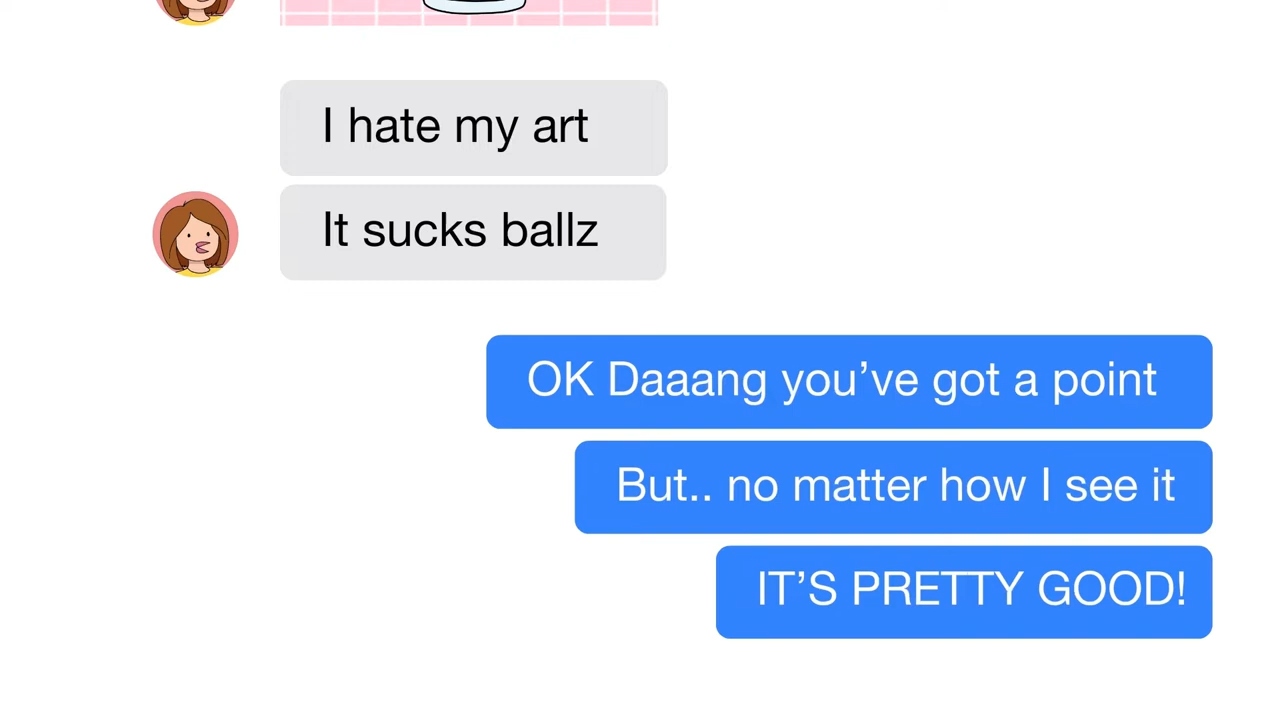 I hate my art
It sucks ballz
OK Daaang you’ve got a point
But.. no matter how I see it
IT’S PRETTY GOOD!